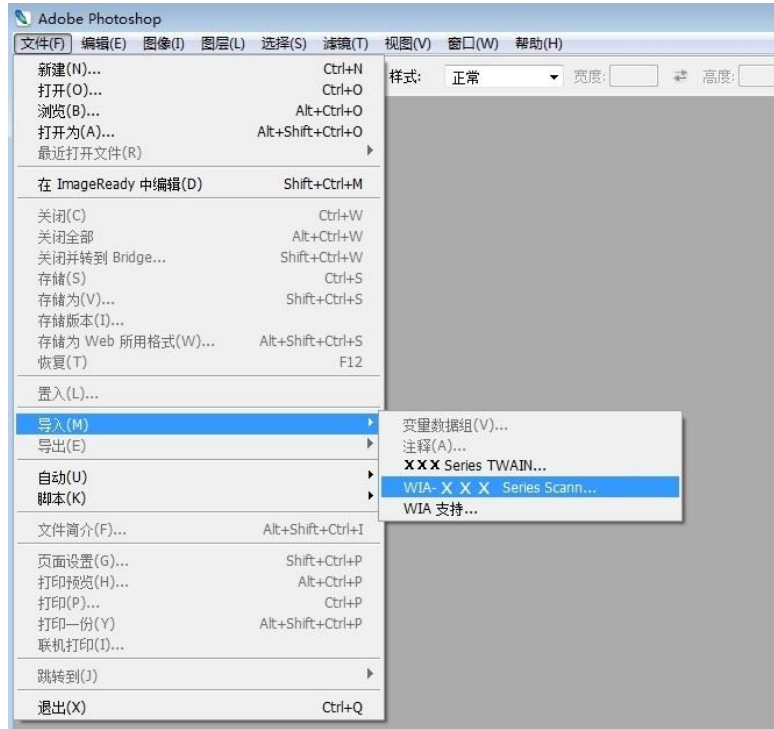 Adobe Photoshop
文件(F) 编辑(E) 图像(I) 图层(L) 选择(S) 滤镜(T) 视图(V) 窗口(W) 帮助(H)
样式: 正常 宽度: 高度:
新建(N)... Ctrl+N
打开(O)... Ctrl+O
浏览(B)... Alt+Ctrl+O
打开为(A)... Alt+Shift+Ctrl+O
最近打开文件(R)
在 ImageReady 中编辑(D) Shift+Ctrl+M
关闭(C) Ctrl+W
关闭全部 Alt+Ctrl+W
关闭并转到 Bridge... Shift+Ctrl+W
存储(S) Ctrl+S
存储为(V)... Shift+Ctrl+S
存储版本(I)...
存储为 Web 所用格式(W)... Alt+Shift+Ctrl+S
恢复(T) F12
置入(L)...
导入(M)
导出(E)
自动(U)
脚本(K)
文件简介(F)... Alt+Shift+Ctrl+I
页面设置(G)... Shift+Ctrl+P
打印预览(H)... Alt+Ctrl+P
打印(P)... Ctrl+P
打印一份(Y) Alt+Shift+Ctrl+P
联机打印(I)...
跳转到(J)
退出(X) Ctrl+Q
变量数据组(V)...
注释(A)...
XXX Series TWAIN...
WIA- X X X Series Scann...
WIA 支持...